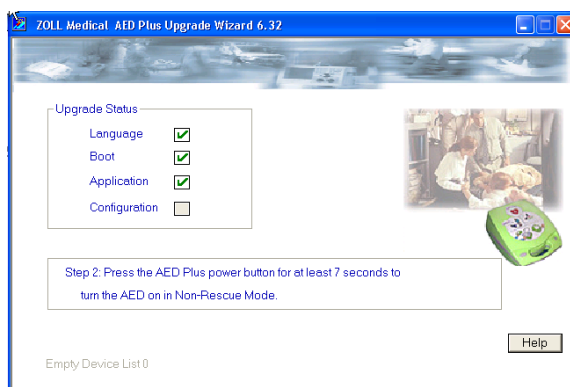 ZOLL Medical AED Plus Upgrade Wizard 6.32
Upgrade Status
Language
Boot
Application
Configuration
Step 2: Press the AED Plus power button for at least 7 seconds to
turn the AED on in Non-Rescue Mode.
Help
Empty Device List 0